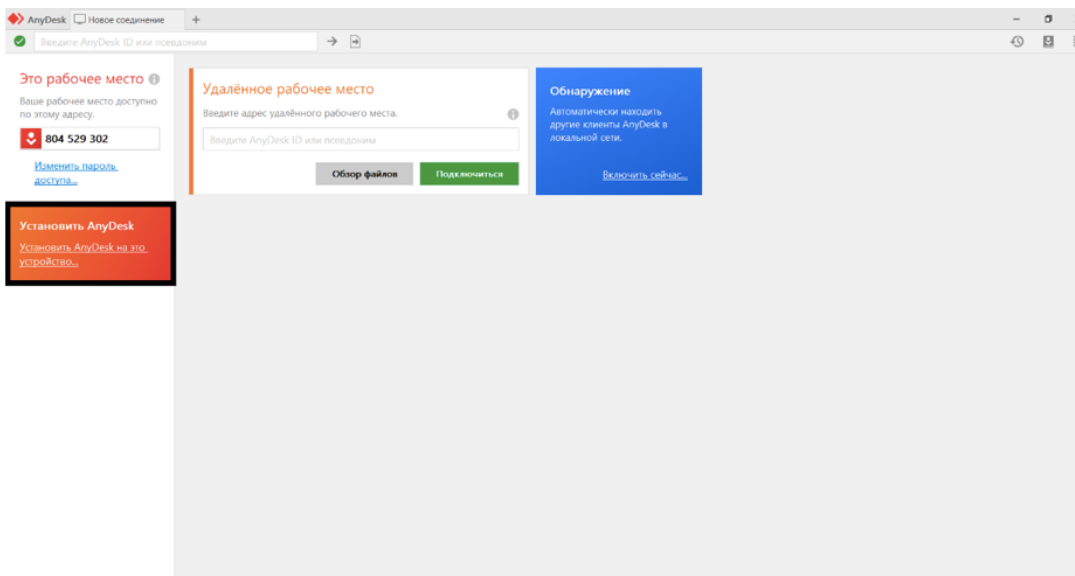 AnyDesk
Новое соединение
+
Введите AnyDesk ID или псевдоним
Это рабочее место
Ваше рабочее место доступно
по этому адресу.
804 529 302
Изменить пароль
доступа...
Установить AnyDesk
Установить AnyDesk на это
устройство...
Удалённое рабочее место
Введите адрес удалённого рабочего места.
Введите AnyDesk ID или псевдоним
Обзор файлов
Подключиться
Обнаружение
Автоматически находить
другие клиенты AnyDesk в
локальной сети.
Включить сейчас...